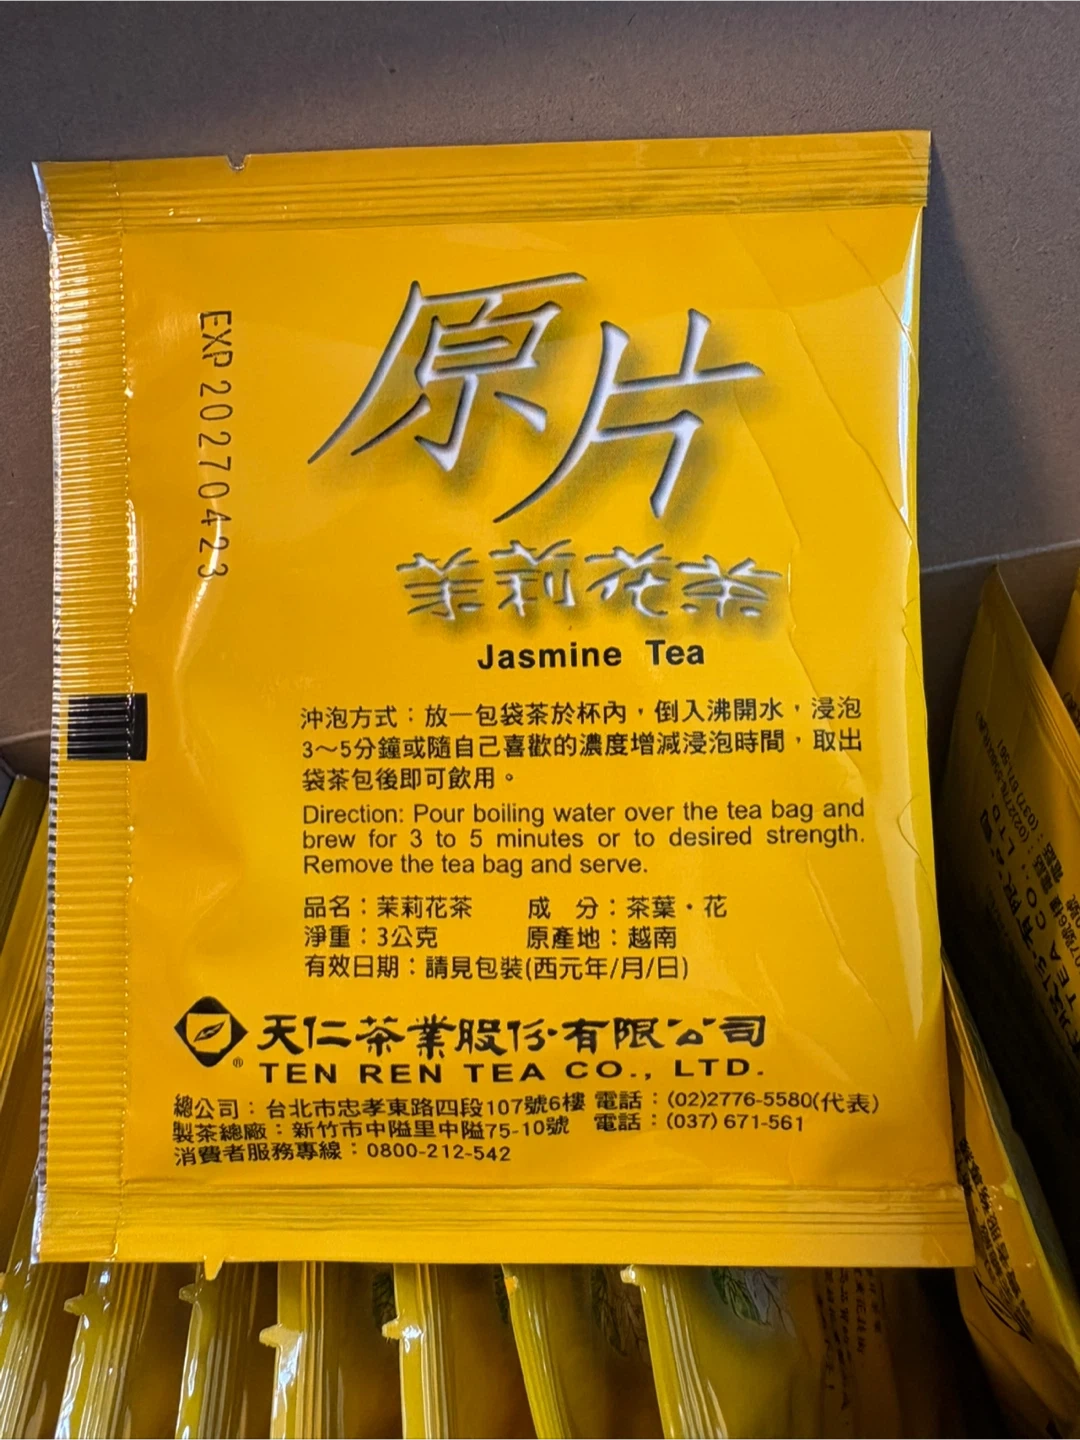 EXP 20270423
原片
茉莉花茶
Jasmine Tea
沖泡方式：放一包袋茶於杯內，倒入沸開水，浸泡
3～5分鐘或隨自己喜歡的濃度增減浸泡時間，取出
袋茶包後即可飲用。
Direction: Pour boiling water over the tea bag and
brew for 3 to 5 minutes or to desired strength.
Remove the tea bag and serve.
品名：茉莉花茶 成 分：茶葉・花
淨重：3公克 原產地：越南
有效日期：請見包裝(西元年/月/日)
天仁茶業股份有限公司
® TEN REN TEA CO., LTD.
總公司：台北市忠孝東路四段107號6樓 電話：(02)2776-5580(代表)
製茶總廠：新竹市中隘里中隘75-10號 電話：(037) 671-561
消費者服務專線：0800-212-542